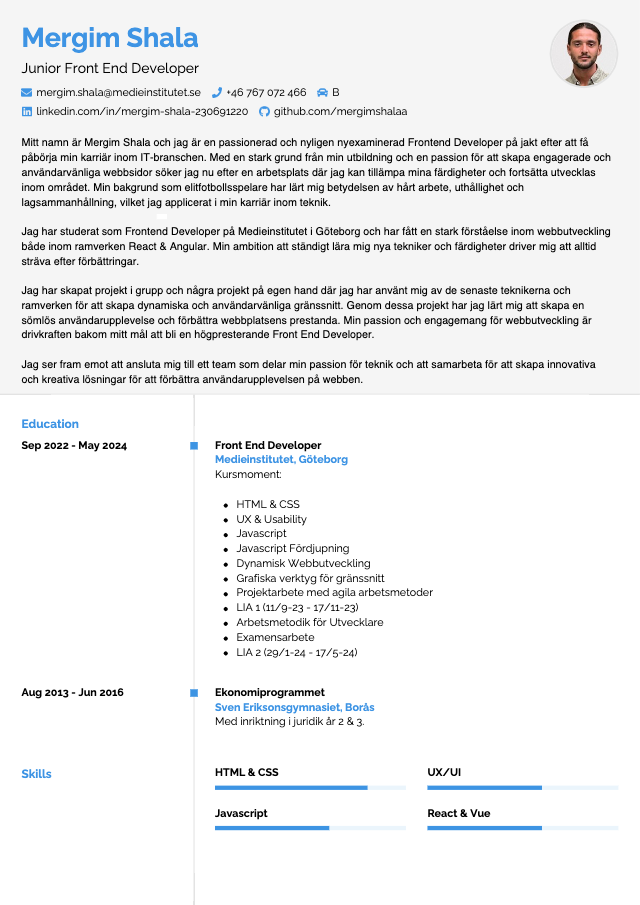 Mergim Shala
Junior Front End Developer
mergim.shala@medieinstitutet.se +46 767 072 466 B
linkedin.com/in/mergim-shala-230691220 github.com/mergimshalaa
Mitt namn är Mergim Shala och jag är en passionerad och nyligen nyexaminerad Frontend Developer på jakt efter att få
påbörja min karriär inom IT-branschen. Med en stark grund från min utbildning och en passion för att skapa engagerade och
användarvänliga webbsidor söker jag nu efter en arbetsplats där jag kan tillämpa mina färdigheter och fortsätta utvecklas
inom området. Min bakgrund som elitfotbollsspelare har lärt mig betydelsen av hårt arbete, uthållighet och
lagsammanhållning, vilket jag applicerat i min karriär inom teknik.
Jag har studerat som Frontend Developer på Medieinstitutet i Göteborg och har fått en stark förståelse inom webbutveckling
både inom ramverken React & Angular. Min ambition att ständigt lära mig nya tekniker och färdigheter driver mig att alltid
sträva efter förbättringar.
Jag har skapat projekt i grupp och några projekt på egen hand där jag har använt mig av de senaste teknikerna och
ramverken för att skapa dynamiska och användarvänliga gränssnitt. Genom dessa projekt har jag lärt mig att skapa en
sömlös användarupplevelse och förbättra webbplatsens prestanda. Min passion och engagemang för webbutveckling är
drivkraften bakom mitt mål att bli en högpresterande Front End Developer.
Jag ser fram emot att ansluta mig till ett team som delar min passion för teknik och att samarbeta för att skapa innovativa
och kreativa lösningar för att förbättra användarupplevelsen på webben.
Education
Sep 2022 - May 2024
Front End Developer
Medieinstitutet, Göteborg
Kursmoment:
• HTML & CSS
• UX & Usability
• Javascript
• Javascript Fördjupning
• Dynamisk Webbutveckling
• Grafiska verktyg för gränssnitt
• Projektarbete med agila arbetsmetoder
• LIA 1 (11/9-23 - 17/11-23)
• Arbetsmetodik för Utvecklare
• Examensarbete
• LIA 2 (29/1-24 - 17/5-24)
Aug 2013 - Jun 2016
Ekonomiprogrammet
Sven Eriksonsgymnasiet, Borås
Med inriktning i juridik år 2 & 3.
Skills
HTML & CSS UX/UI
Javascript React & Vue